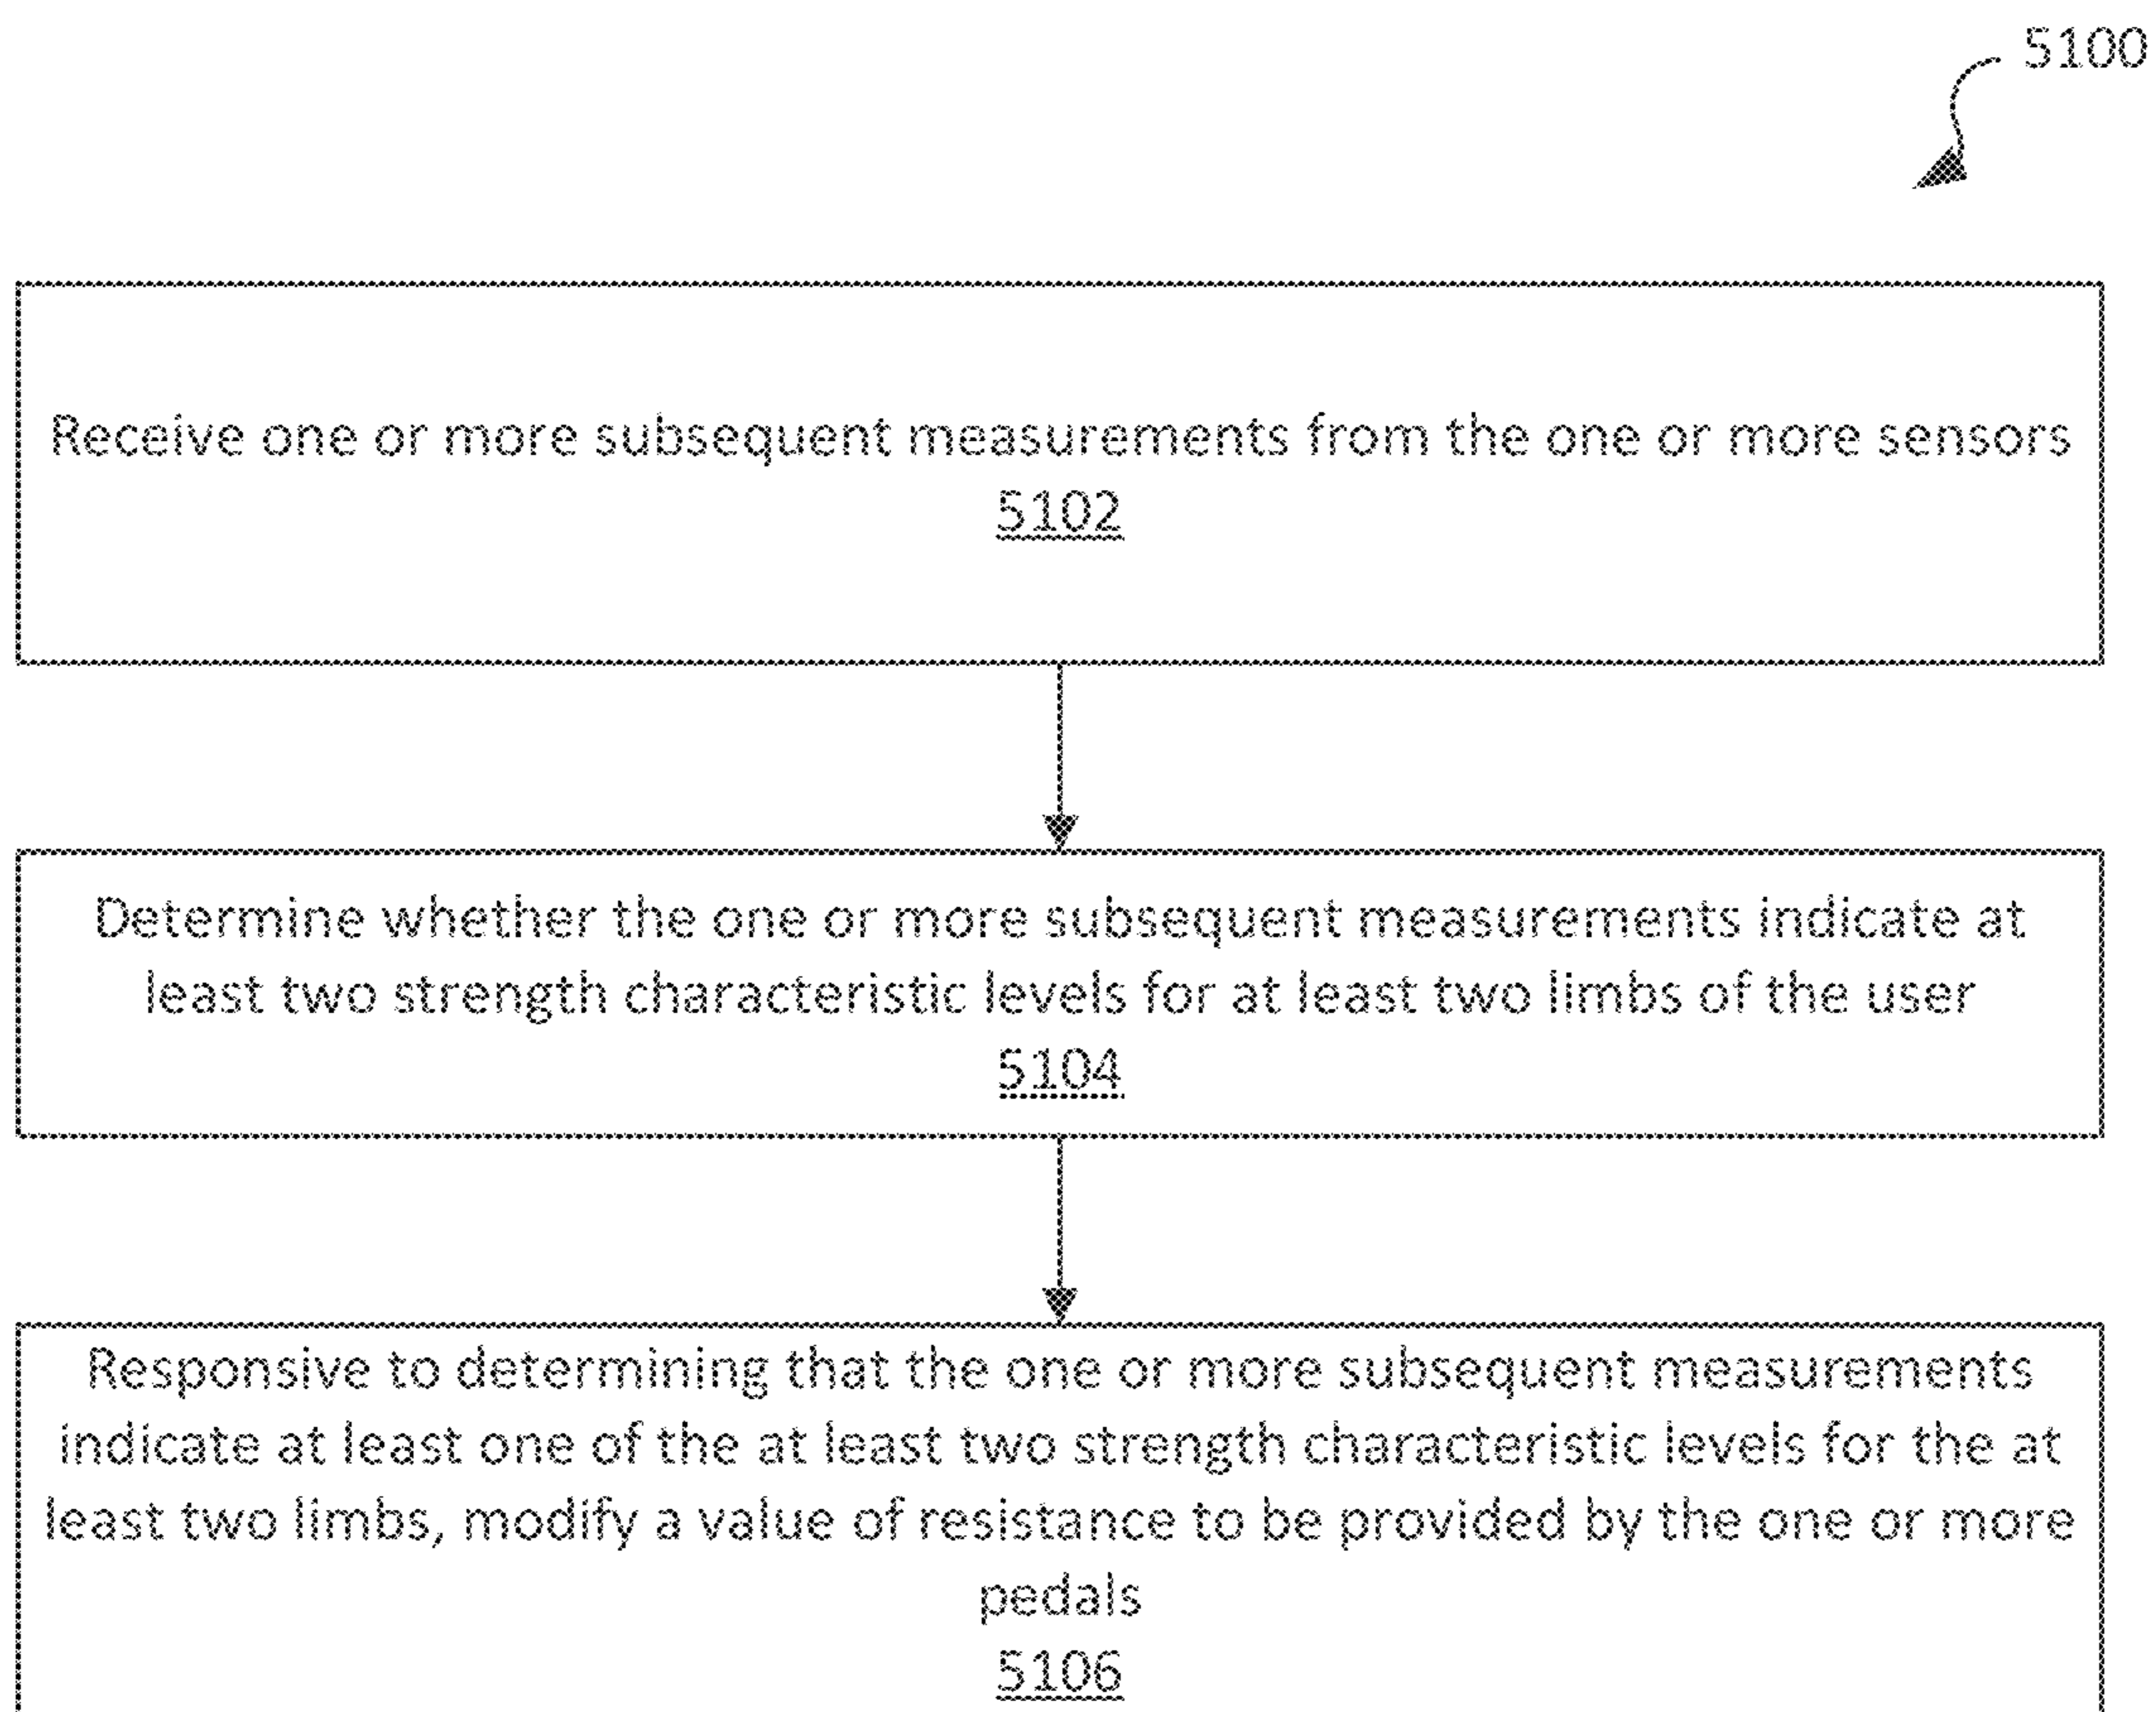 5100
Receive one or more subsequent measurements from the one or more sensors
5102
Determine whether the one or more subsequent measurements indicate at
least two strength characteristic levels for at least two limbs of the user
5104
Responsive to determining that the one or more subsequent measurements
indicate at least one of the at least two strength characteristic levels for the at
least two limbs, modify a value of resistance to be provided by the one or more
pedals
5106